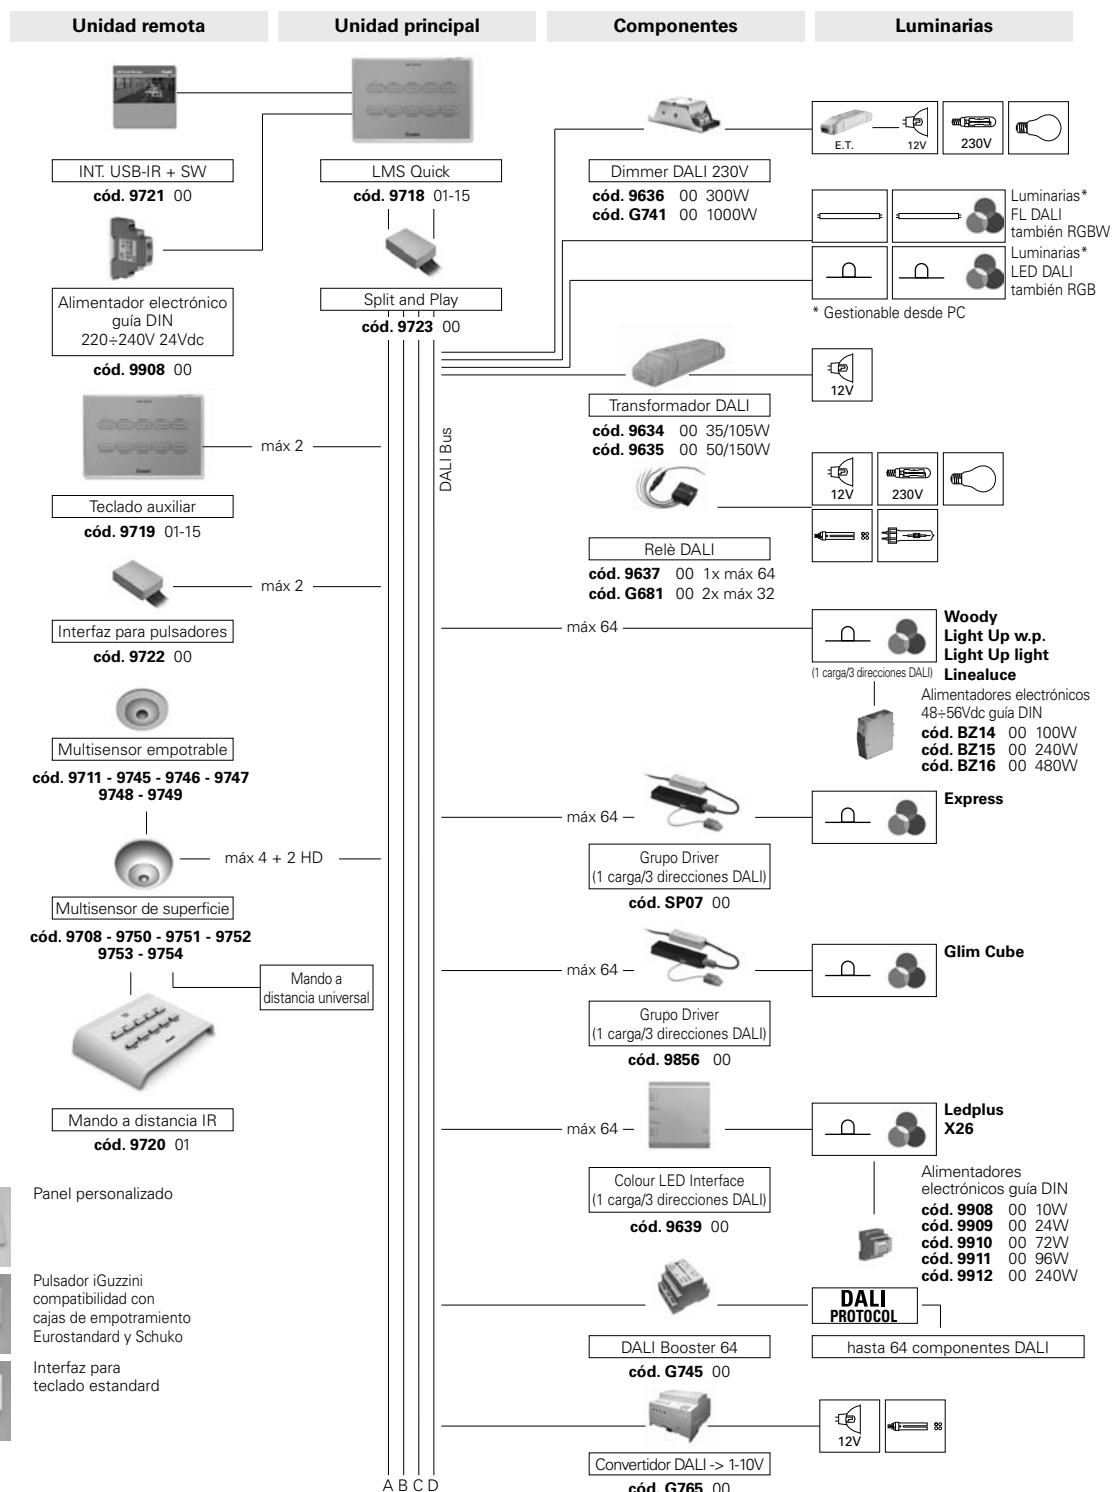 Unidad remota
Unidad principal
Componentes
Luminarias
INT. USB-IR + SW
cód. 9721 00
Alimentador electrónico
guía DIN
220÷240V 24Vdc
cód. 9908 00
Teclado auxiliar
cód. 9719 01-15
máx 2
Interfaz para pulsadores
cód. 9722 00
máx 2
Multisensor empotrable
cód. 9711 - 9745 - 9746 - 9747
9748 - 9749
máx 4 + 2 HD
Multisensor de superficie
cód. 9708 - 9750 - 9751 - 9752
9753 - 9754
Mando a
distancia universal
Mando a distancia IR
cód. 9720 01
Panel personalizado
Pulsador iGuzzini
compatibilidad con
cajas de empotramiento
Eurostandard y Schuko
Interfaz para
teclado estandard
LMS Quick
cód. 9718 01-15
Split and Play
cód. 9723 00
DALI Bus
A B C D
Dimmer DALI 230V
cód. 9636 00 300W
cód. G741 00 1000W
E.T.
12V
230V
Luminarias*
FL DALI
también RGBW
Luminarias*
LED DALI
también RGB
* Gestionable desde PC
Transformador DALI
cód. 9634 00 35/105W
cód. 9635 00 50/150W
12V
Relè DALI
cód. 9637 00 1x máx 64
cód. G681 00 2x máx 32
12V
230V
máx 64
(1 carga/3 direcciones DALI)
Woody
Light Up w.p.
Light Up light
Linealuce
Alimentadores electrónicos
48÷56Vdc guía DIN
cód. BZ14 00 100W
cód. BZ15 00 240W
cód. BZ16 00 480W
máx 64
Grupo Driver
(1 carga/3 direcciones DALI)
cód. SP07 00
Express
máx 64
Grupo Driver
(1 carga/3 direcciones DALI)
cód. 9856 00
Glim Cube
máx 64
Colour LED Interface
(1 carga/3 direcciones DALI)
cód. 9639 00
Ledplus
X26
Alimentadores
electrónicos guía DIN
cód. 9908 00 10W
cód. 9909 00 24W
cód. 9910 00 72W
cód. 9911 00 96W
cód. 9912 00 240W
DALI Booster 64
cód. G745 00
DALI
PROTOCOL
hasta 64 componentes DALI
Convertidor DALI -> 1-10V
cód. G765 00
12V